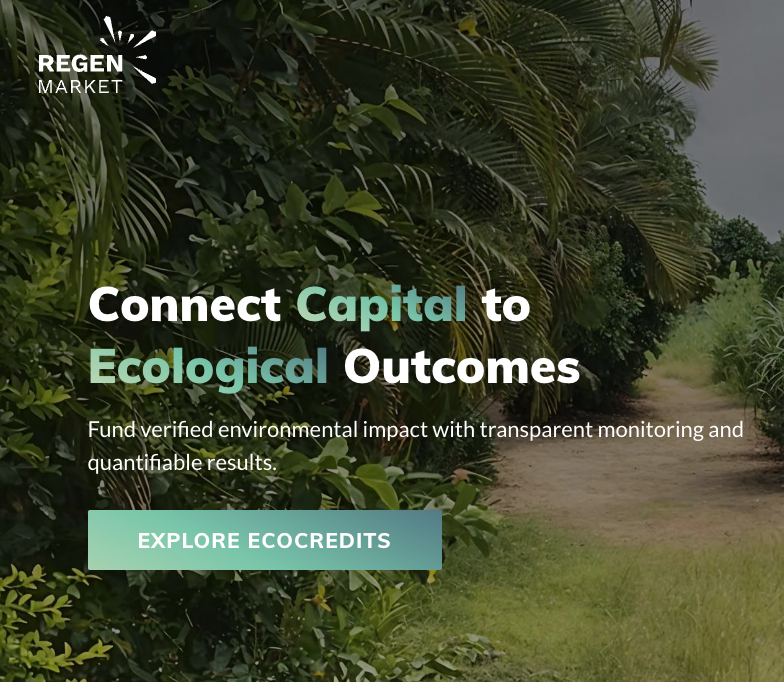 REGEN
MARKET
Connect Capital to
Ecological Outcomes
Fund verified environmental impact with transparent monitoring and
quantifiable results.
EXPLORE ECOCREDITS